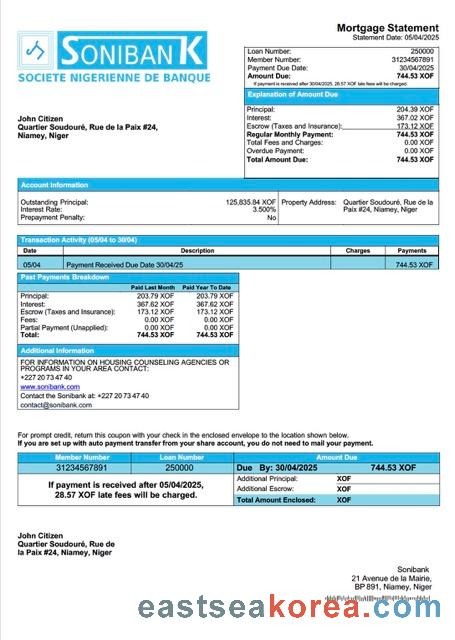 SONIBANK
SOCIETE NIGERIENNE DE BANQUE
Mortgage Statement
Statement Date: 05/04/2025
Loan Number: 250000
Member Number: 31234567891
Payment Due Date: 30/04/2025
Amount Due: 744.53 XOF
If payment is received after 30/04/2025, 28.57 XOF late fees will be charged.
Explanation of Amount Due
Principal: 204.39 XOF
Interest: 367.02 XOF
Escrow (Taxes and Insurance): 173.12 XOF
Regular Monthly Payment: 744.53 XOF
Total Fees and Charges: 0.00 XOF
Overdue Payment: 0.00 XOF
Total Amount Due: 744.53 XOF
John Citizen
Quartier Soudouré, Rue de la Paix #24,
Niamey, Niger
Account Information
Outstanding Principal: 125,835.84 XOF
Interest Rate: 3.500%
Prepayment Penalty: No
Property Address: Quartier Soudouré, Rue de la
Paix #24, Niamey, Niger
Transaction Activity (05/04 to 30/04)
Date Description Charges Payments
05/04 Payment Received Due Date 30/04/25 744.53 XOF
Past Payments Breakdown
Paid Last Month Paid Year To Date
Principal: 203.79 XOF 203.79 XOF
Interest: 367.62 XOF 367.62 XOF
Escrow (Taxes and Insurance): 173.12 XOF 173.12 XOF
Fees: 0.00 XOF 0.00 XOF
Partial Payment (Unapplied): 0.00 XOF 0.00 XOF
Total: 744.53 XOF 744.53 XOF
Additional Information
FOR INFORMATION ON HOUSING COUNSELING AGENCIES OR
PROGRAMS IN YOUR AREA CONTACT:
+227 20 73 47 40
www.sonibank.com
Contact the Sonibank at: +227 20 73 47 40
contact@sonibank.com
For prompt credit, return this coupon with your check in the enclosed envelope to the location shown below.
If you are set up with auto payment transfer from your share account, you do not need to mail your payment.
Member Number Loan Number Amount Due
31234567891 250000 Due By: 30/04/2025 744.53 XOF
If payment is received after 05/04/2025,
28.57 XOF late fees will be charged.
Additional Principal: XOF
Additional Escrow: XOF
Total Amount Enclosed: XOF
John Citizen
Quartier Soudouré, Rue de
la Paix #24, Niamey, Niger
Sonibank
21 Avenue de la Mairie,
BP 891, Niamey, Niger
eastseakorea.com